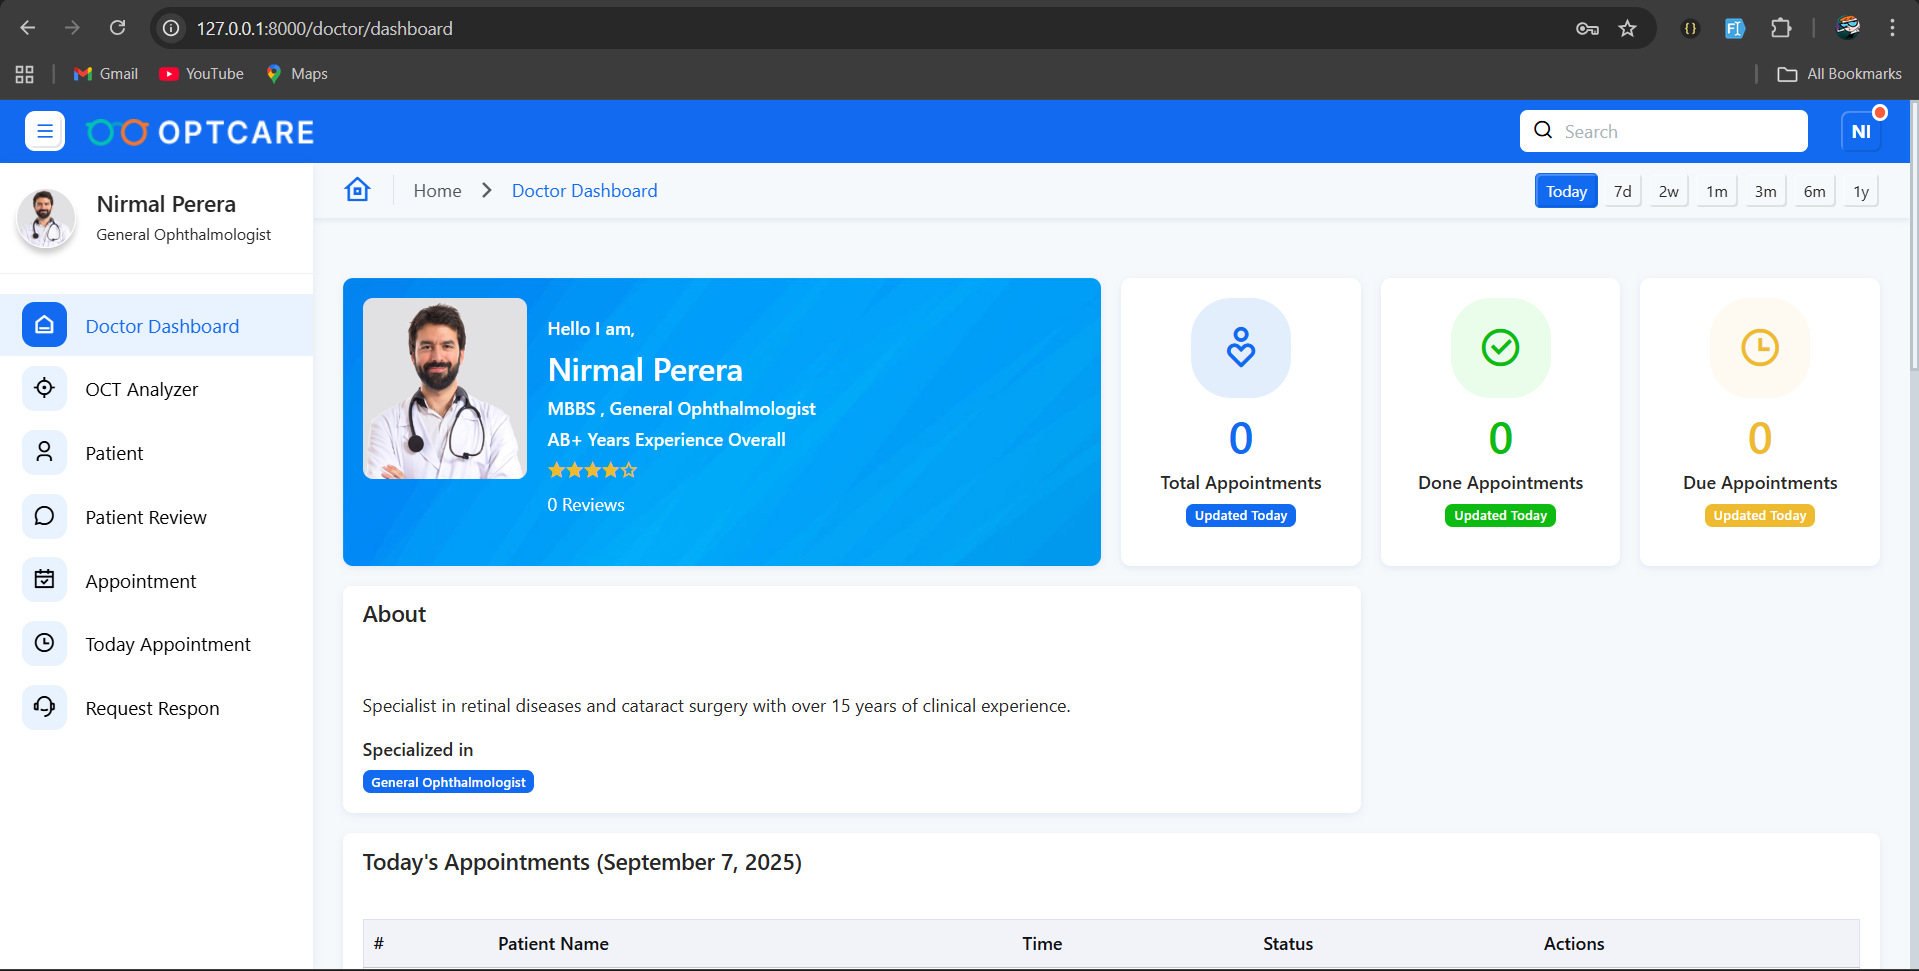 127.0.0.1:8000/doctor/dashboard
Gmail YouTube Maps All Bookmarks
OPTCARE Search NI
Nirmal Perera
General Ophthalmologist
Home Doctor Dashboard Today 7d 2w 1m 3m 6m 1y
Doctor Dashboard
OCT Analyzer
Patient
Patient Review
Appointment
Today Appointment
Request Respon
Hello I am,
Nirmal Perera
MBBS , General Ophthalmologist
AB+ Years Experience Overall
0 Reviews
0
Total Appointments
Updated Today
0
Done Appointments
Updated Today
0
Due Appointments
Updated Today
About
Specialist in retinal diseases and cataract surgery with over 15 years of clinical experience.
Specialized in
General Ophthalmologist
Today's Appointments (September 7, 2025)
# Patient Name Time Status Actions